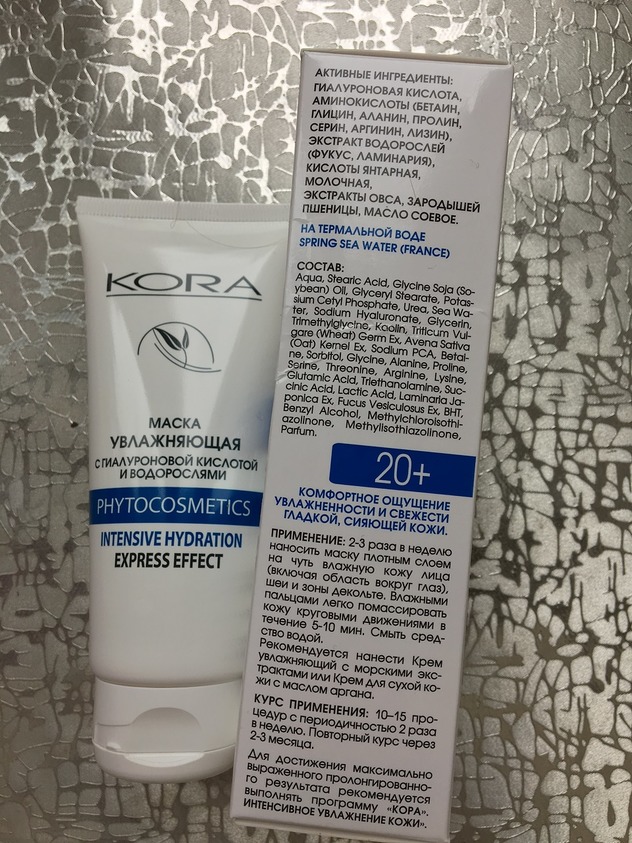 KORA
МАСКА
УВЛАЖНЯЮЩАЯ
С ГИАЛУРОНОВОЙ КИСЛОТОЙ
И ВОДОРОСЛЯМИ
PHYTOCOSMETICS
INTENSIVE HYDRATION
EXPRESS EFFECT
АКТИВНЫЕ ИНГРЕДИЕНТЫ:
ГИАЛУРОНОВАЯ КИСЛОТА,
АМИНОКИСЛОТЫ (БЕТАИН,
ГЛИЦИН, АЛАНИН, ПРОЛИН,
СЕРИН, АРГИНИН, ЛИЗИН),
ЭКСТРАКТ ВОДОРОСЛЕЙ
(ФУКУС, ЛАМИНАРИЯ),
КИСЛОТЫ ЯНТАРНАЯ,
МОЛОЧНАЯ,
ЭКСТРАКТЫ ОВСА, ЗАРОДЫШЕЙ
ПШЕНИЦЫ, МАСЛО СОЕВОЕ.
НА ТЕРМАЛЬНОЙ ВОДЕ
SPRING SEA WATER (FRANCE)
СОСТАВ:
Aqua, Stearic Acid, Glycine Soja (So-
ybean) Oil, Glyceryl Stearate, Potas-
sium Cetyl Phosphate, Urea, Sea Wa-
ter, Sodium Hyaluronate, Glycerin,
Trimethylglycine, Kaolin, Triticum Vul-
gare (Wheat) Germ Ex, Avena Sativa
(Oat) Kernel Ex, Sodium PCA, Betai-
ne, Sorbitol, Glycine, Alanine, Proline,
Serine, Threonine, Arginine, Lysine,
Glutamic Acid, Triethanolamine, Suc-
cinic Acid, Lactic Acid, Laminaria Ja-
ponica Ex, Fucus Vesiculosus Ex, BHT,
Benzyl Alcohol, Methylchloroisothi-
azolinone, Methylisothiazolinone,
Parfum.
20+
КОМФОРТНОЕ ОЩУЩЕНИЕ
УВЛАЖНЕННОСТИ И СВЕЖЕСТИ
ГЛАДКОЙ, СИЯЮЩЕЙ КОЖИ.
ПРИМЕНЕНИЕ: 2-3 раза в неделю
наносить маску плотным слоем
на чуть влажную кожу лица
(включая область вокруг глаз),
шеи и зоны декольте. Влажными
пальцами легко помассировать
кожу круговыми движениями в
течение 5-10 мин. Смыть сред-
ство водой.
Рекомендуется нанести Крем
увлажняющий с морскими экс-
трактами или Крем для сухой ко-
жи с маслом аргана.
КУРС ПРИМЕНЕНИЯ: 10–15 про-
цедур с периодичностью 2 раза
в неделю. Повторный курс через
2-3 месяца.
Для достижения максимально
выраженного пролонгированно-
го результата рекомендуется
выполнять программу «КОРА».
ИНТЕНСИВНОЕ УВЛАЖНЕНИЕ КОЖИ».